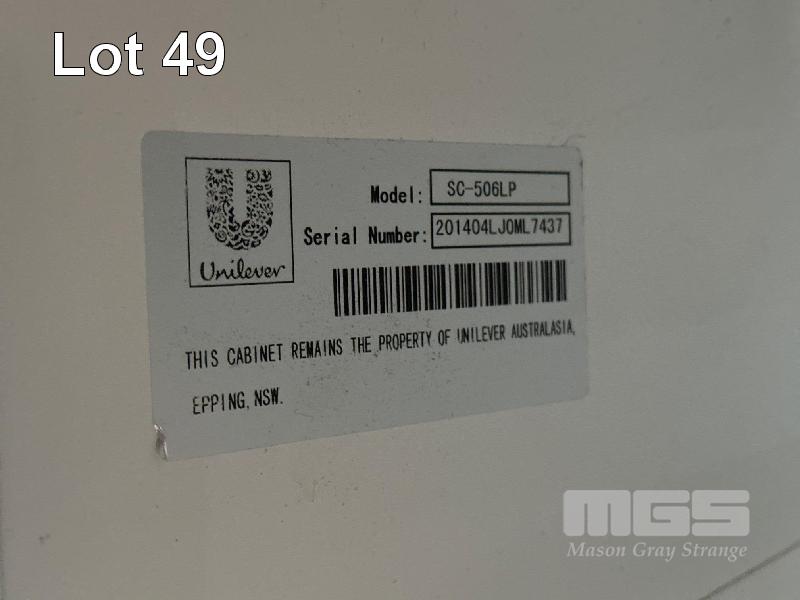 Lot 49
Unilever
Model: SC-506LP
Serial Number: 201404LJOML7437
THIS CABINET REMAINS THE PROPERTY OF UNILEVER AUSTRALASIA,
EPPING, NSW.
MGS
Mason Gray Strange